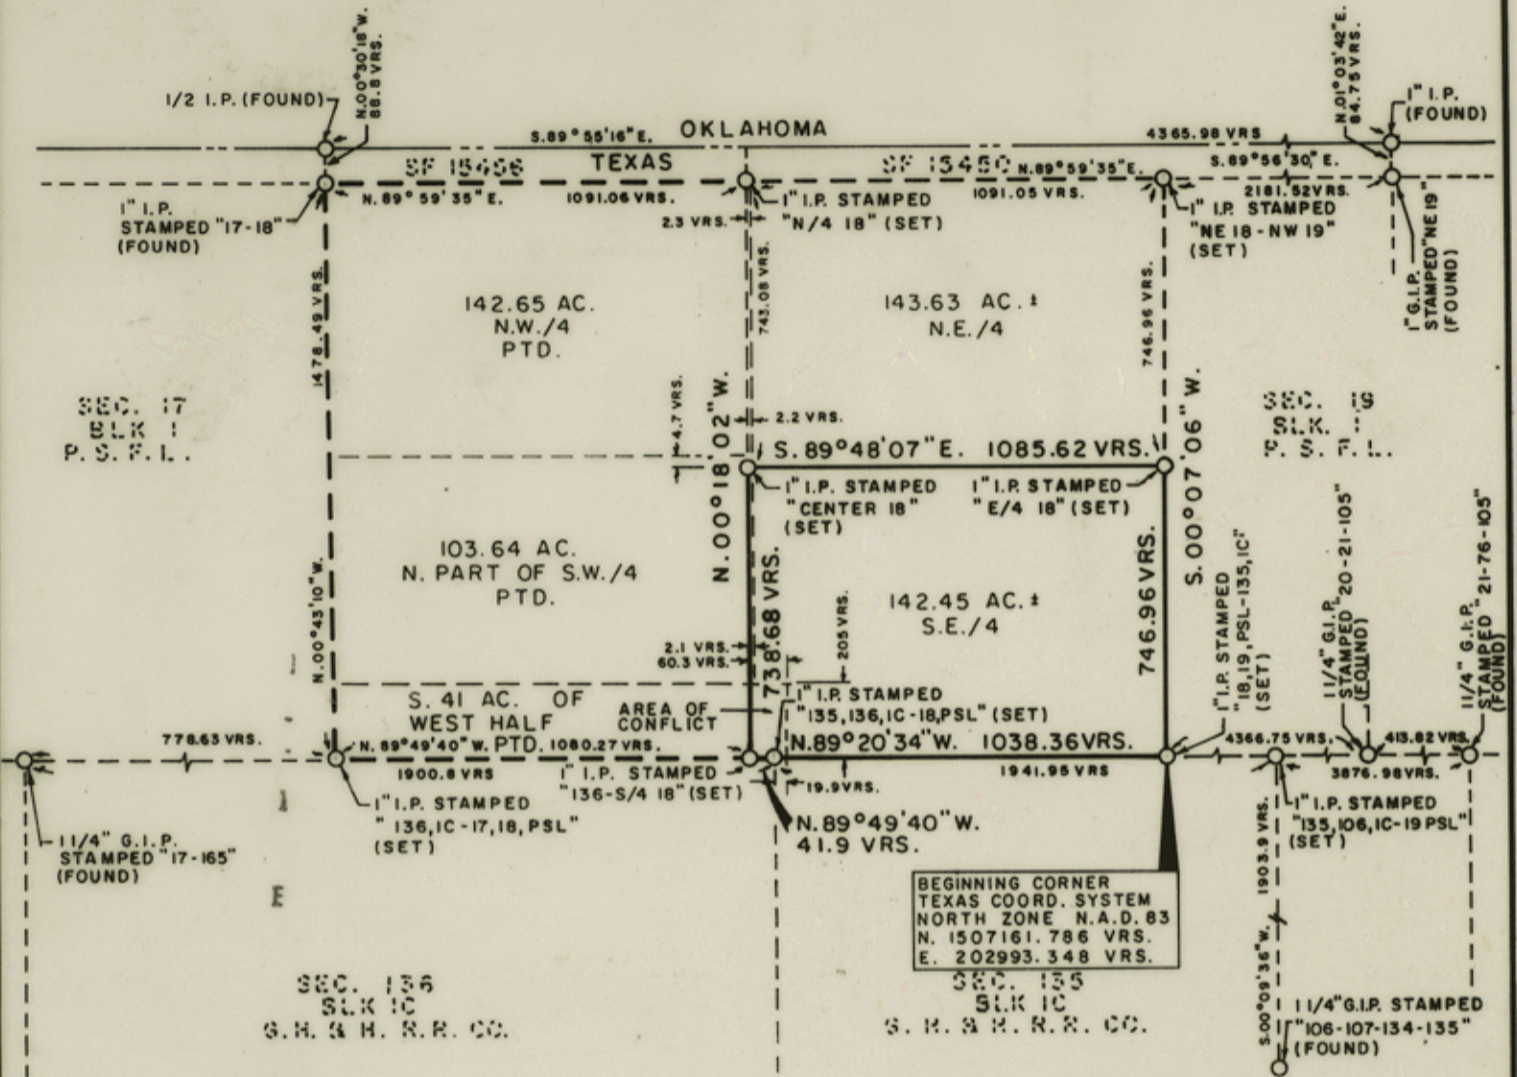 N.00°30'18"W.
88.8 VRS.
1/2 I.P. (FOUND)
N.01°03'42"E.
84.75 VRS.
1" I.P.
(FOUND)
S.89°55'16"E.
OKLAHOMA
4365.98 VRS
TEXAS
S.89°56'30"E.
N.89°59'35"E.
1091.06 VRS.
N.89°59'35"E.
1091.05 VRS.
2181.52 VRS.
1" I.P.
STAMPED "17-18"
(FOUND)
1" I.P. STAMPED
"N/4 18" (SET)
1" I.P. STAMPED
"NE 18-NW 19"
(SET)
1" G.I.P.
STAMPED "NE 19"
(FOUND)
2.3 VRS.
743.08 VRS.
746.96 VRS.
1478.49 VRS.
142.65 AC.
N.W./4
PTD.
143.63 AC.±
N.E./4
SEC. 17
BLK 1
P.S.F.L.
SEC. 19
BLK.
P.S.F.L.
4.7 VRS.
2.2 VRS.
N.00°18'02"W.
S.89°48'07"E. 1085.62 VRS.
S.00°07'06"W.
1" I.P. STAMPED
"CENTER 18"
(SET)
1" I.P. STAMPED
"E/4 18" (SET)
103.64 AC.
N. PART OF S.W./4
PTD.
N.00°43'10"W.
738.68 VRS.
142.45 AC.±
S.E./4
746.96 VRS.
205 VRS.
2.1 VRS.
60.3 VRS.
1" I.P. STAMPED
"18,19,PSL-135,1C"
(SET)
1 1/4" G.I.P.
STAMPED "20-21-105"
(FOUND)
1 1/4" G.I.P.
STAMPED "21-76-105"
(FOUND)
S. 41 AC. OF
WEST HALF
PTD.
AREA OF
CONFLICT
1" I.P. STAMPED
"135,136,1C-18,PSL" (SET)
778.63 VRS.
N. 89°49'40"W.
1080.27 VRS.
N.89°20'34"W. 1038.36 VRS.
4366.75 VRS.
413.82 VRS.
1900.8 VRS
1" I.P. STAMPED
"136-S/4 18" (SET)
19.9 VRS.
1941.95 VRS
3876.98 VRS.
1" I.P. STAMPED
"136,1C-17,18,PSL"
(SET)
N.89°49'40"W.
41.9 VRS.
1" I.P. STAMPED
"135,106,1C-19 PSL"
(SET)
1903.9 VRS.
1 1/4" G.I.P.
STAMPED "17-165"
(FOUND)
E
BEGINNING CORNER
TEXAS COORD. SYSTEM
NORTH ZONE N.A.D. 83
N. 1507161.786 VRS.
E. 202993.348 VRS.
S.00°09'36"W.
SEC. 136
BLK 1C
G.H. & H. R.R. CO.
SEC. 135
BLK 1C
G. H. & H. R.R. CO.
1 1/4" G.I.P. STAMPED
"106-107-134-135"
(FOUND)